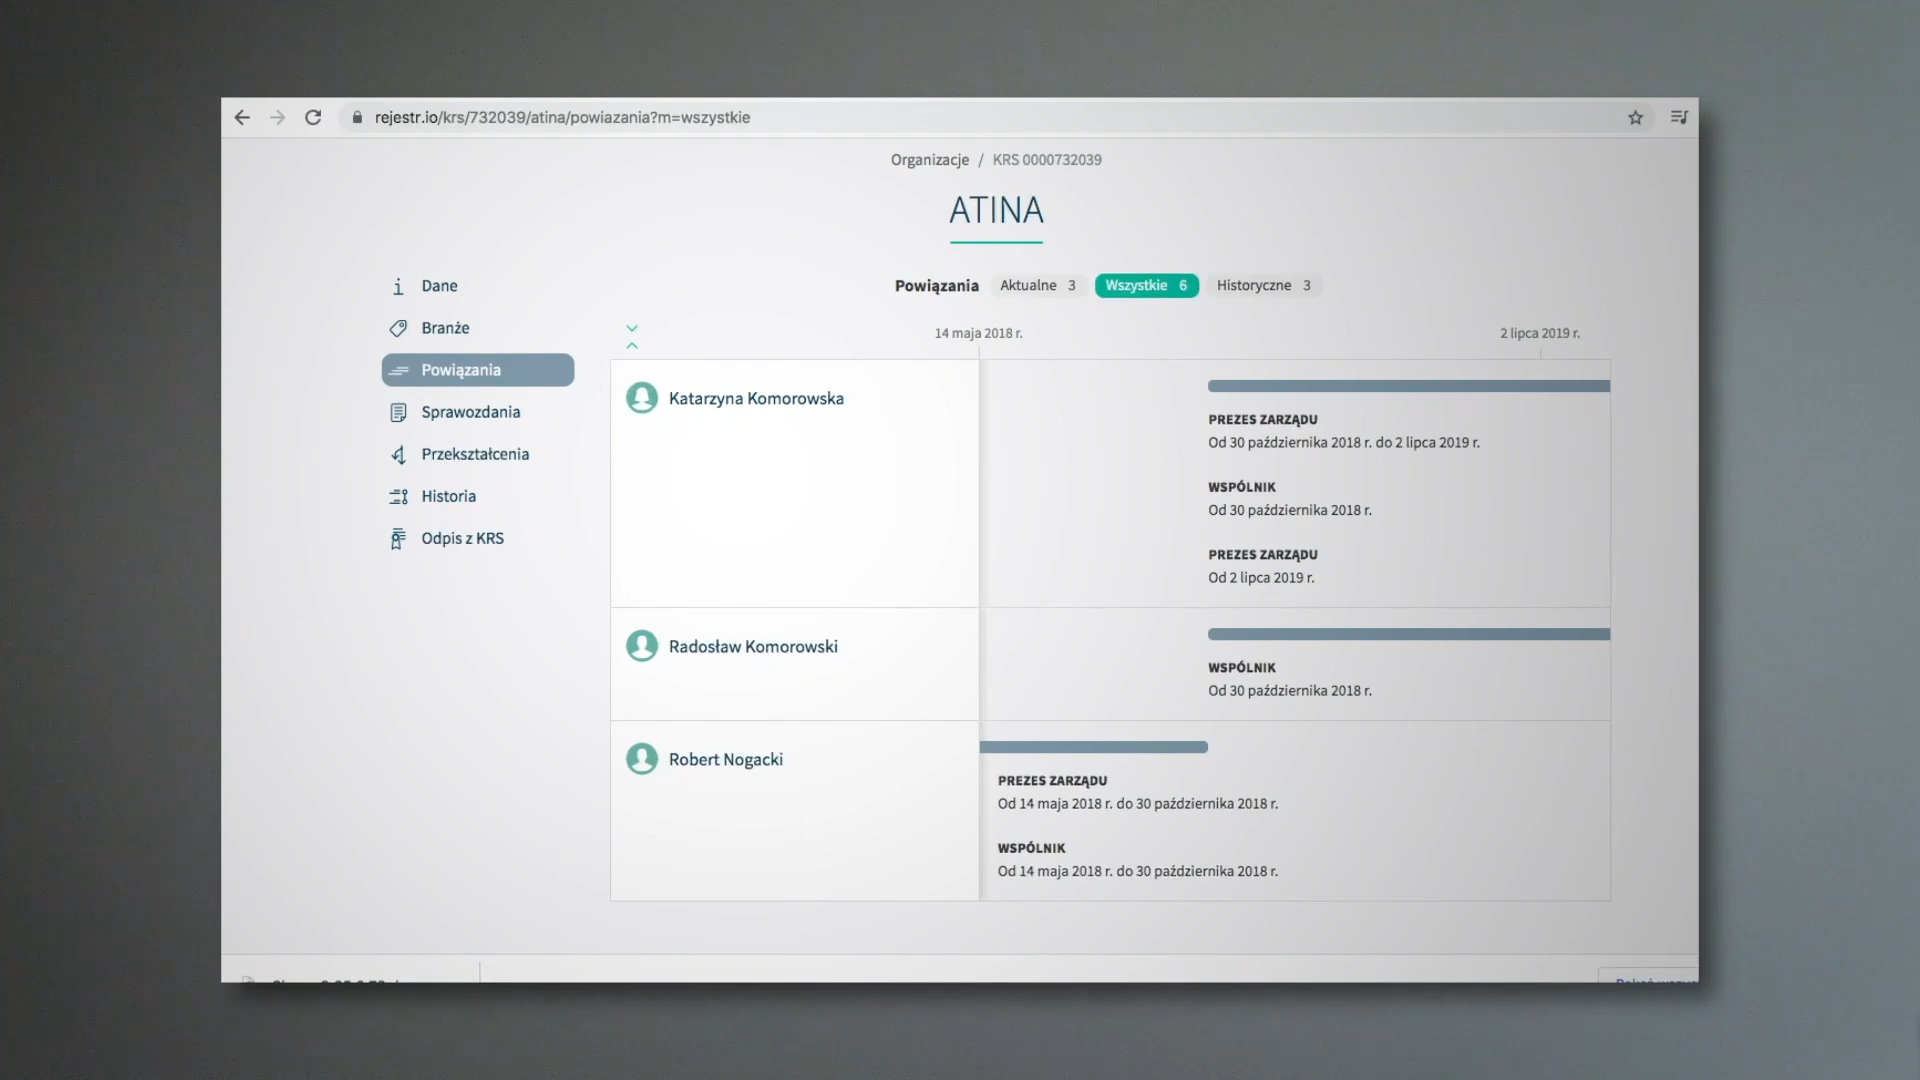 rejestr.io/krs/732039/atina/powiazania?m=wszystkie
Organizacje / KRS 0000732039
ATINA
Dane
Branże
Powiązania
Sprawozdania
Przekształcenia
Historia
Odpis z KRS
Powiązania Aktualne 3 Wszystkie 6 Historyczne 3
14 maja 2018 r. 2 lipca 2019 r.
Katarzyna Komorowska
PREZES ZARZĄDU
Od 30 października 2018 r. do 2 lipca 2019 r.
WSPÓLNIK
Od 30 października 2018 r.
PREZES ZARZĄDU
Od 2 lipca 2019 r.
Radosław Komorowski
WSPÓLNIK
Od 30 października 2018 r.
Robert Nogacki
PREZES ZARZĄDU
Od 14 maja 2018 r. do 30 października 2018 r.
WSPÓLNIK
Od 14 maja 2018 r. do 30 października 2018 r.